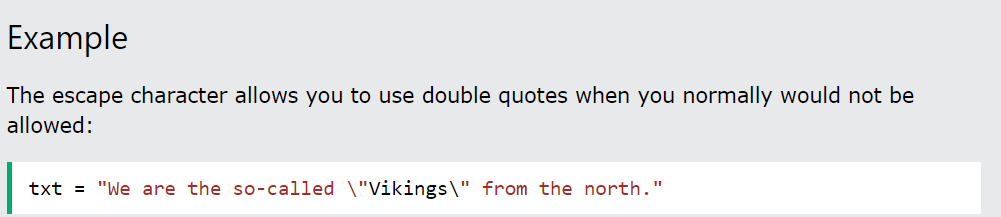 Example
The escape character allows you to use double quotes when you normally would not be
allowed:
txt = "We are the so-called \"Vikings\" from the north."